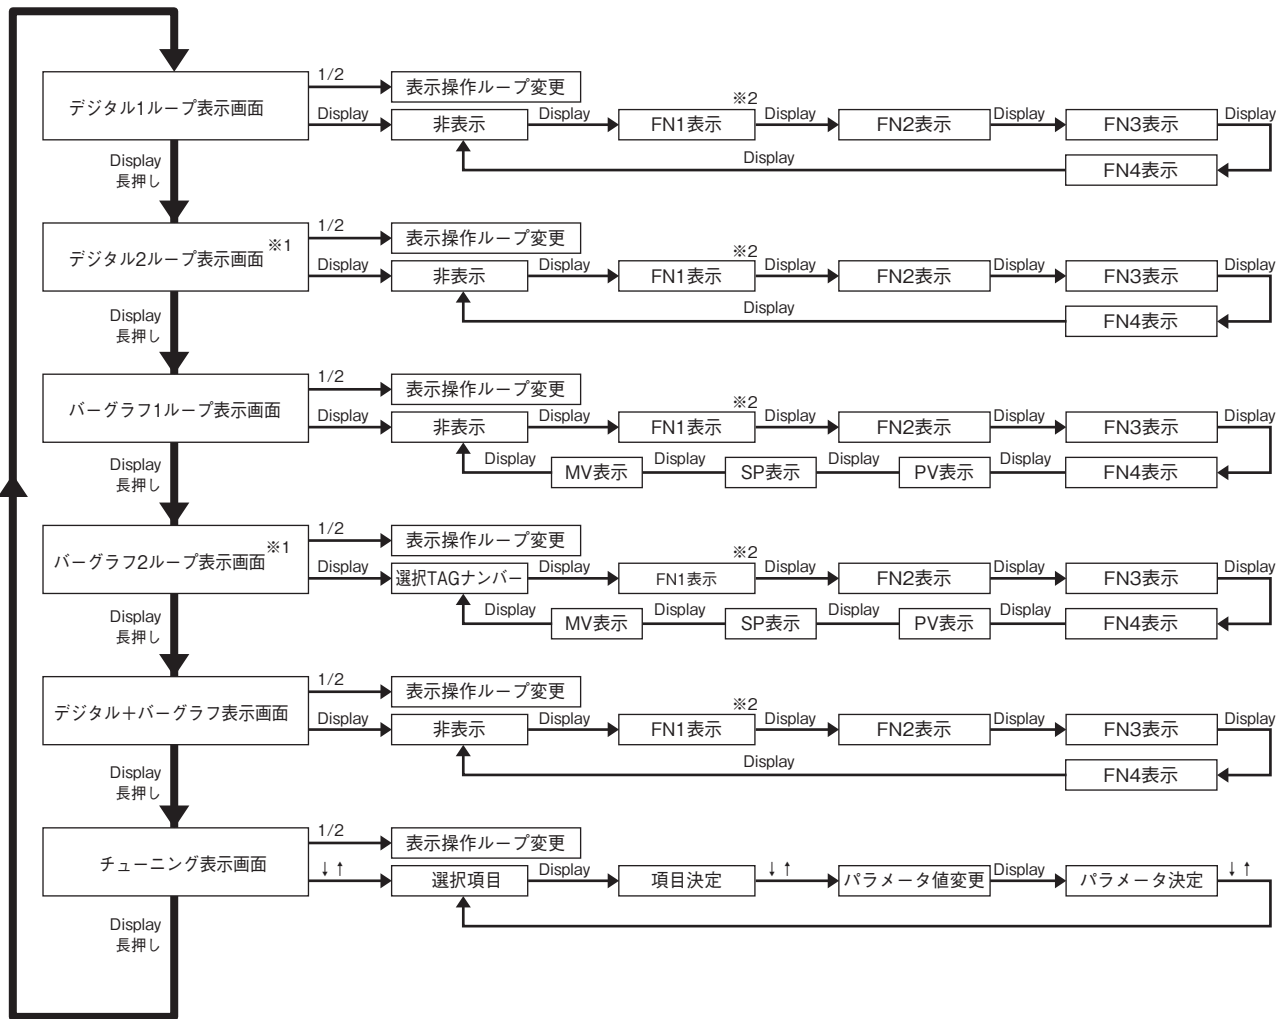 デジタル1ループ表示画面
1/2
表示操作ループ変更
Display
非表示
Display
FN1表示
※2
Display
FN2表示
Display
FN3表示
Display
FN4表示
Display
Display
長押し
デジタル2ループ表示画面※1
1/2
表示操作ループ変更
Display
非表示
Display
FN1表示
※2
Display
FN2表示
Display
FN3表示
Display
FN4表示
Display
Display
長押し
バーグラフ1ループ表示画面
1/2
表示操作ループ変更
Display
非表示
Display
FN1表示
※2
Display
FN2表示
Display
FN3表示
Display
FN4表示
Display
PV表示
Display
SP表示
Display
MV表示
Display
Display
長押し
バーグラフ2ループ表示画面※1
1/2
表示操作ループ変更
Display
選択TAGナンバー
Display
FN1表示
※2
Display
FN2表示
Display
FN3表示
Display
FN4表示
Display
PV表示
Display
SP表示
Display
MV表示
Display
Display
長押し
デジタル＋バーグラフ表示画面
1/2
表示操作ループ変更
Display
非表示
Display
FN1表示
※2
Display
FN2表示
Display
FN3表示
Display
FN4表示
Display
Display
長押し
チューニング表示画面
1/2
表示操作ループ変更
↓↑
選択項目
Display
項目決定
↓↑
パラメータ値変更
Display
パラメータ決定
↓↑
Display
長押し